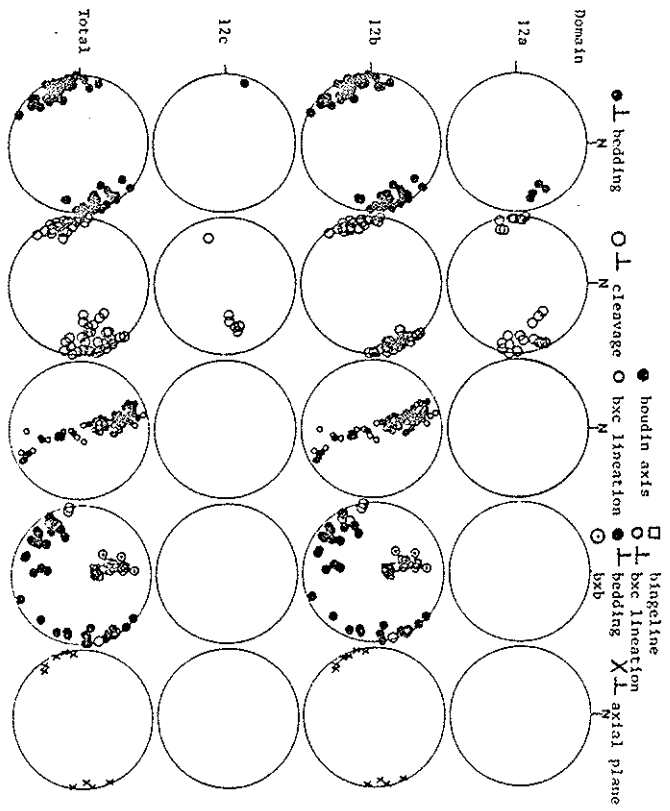 Domain
12a
12b
12c
Total
N
⊥ bedding
N
⊥ cleavage
N
boudin axis
bxc lineation
hingeline
⊥ bxc lineation
⊥ bedding
bxb
N
X⊥ axial plane